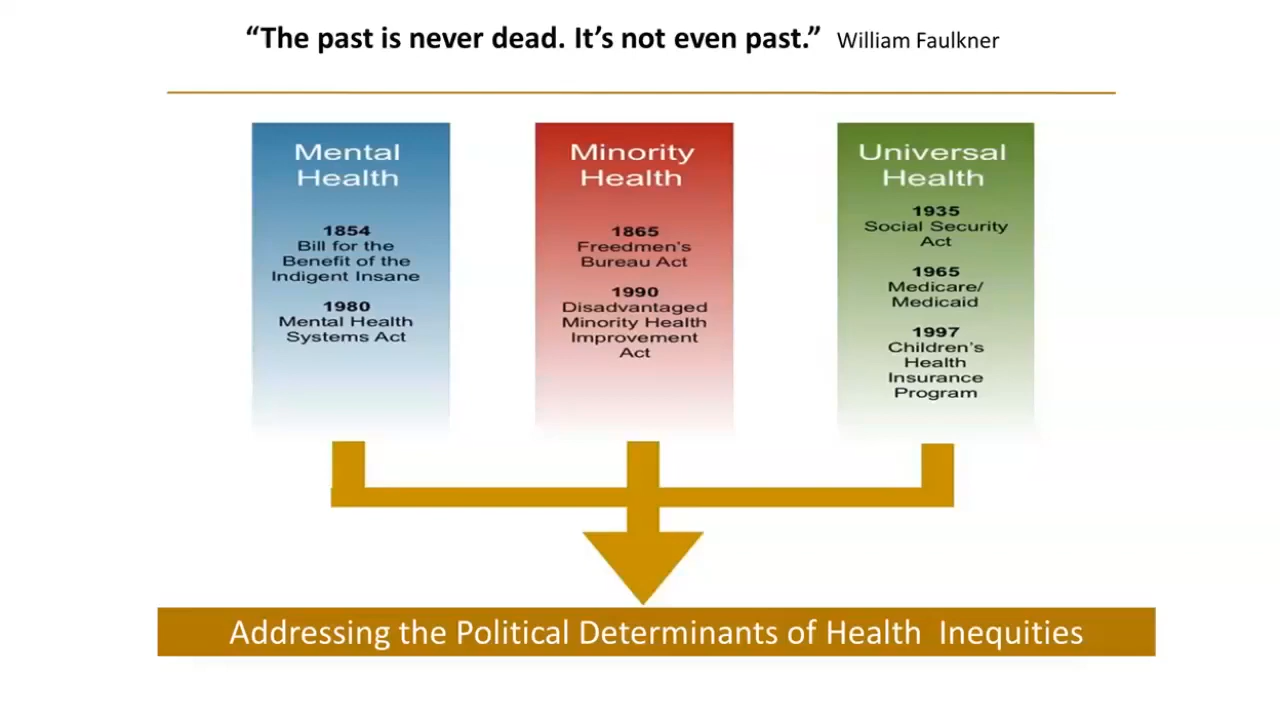 “The past is never dead. It’s not even past.” William Faulkner
Mental
Health
1854
Bill for the
Benefit of the
Indigent Insane
1980
Mental Health
Systems Act
Minority
Health
1865
Freedmen’s
Bureau Act
1990
Disadvantaged
Minority Health
Improvement
Act
Universal
Health
1935
Social Security
Act
1965
Medicare/
Medicaid
1997
Children’s
Health
Insurance
Program
Addressing the Political Determinants of Health Inequities